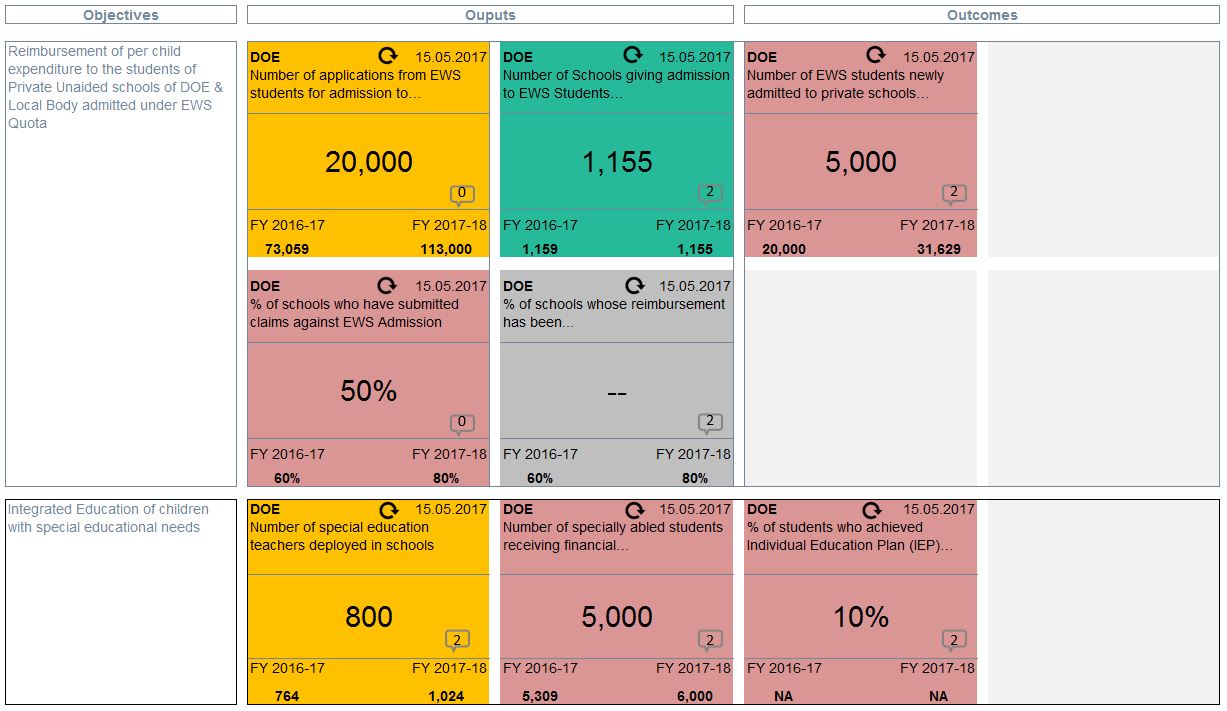 Objectives
Ouputs
Outcomes
Reimbursement of per child
expenditure to the students of
Private Unaided schools of DOE &
Local Body admitted under EWS
Quota
DOE 15.05.2017
Number of applications from EWS
students for admission to...
20,000
0
FY 2016-17 FY 2017-18
73,059 113,000
DOE 15.05.2017
Number of Schools giving admission
to EWS Students...
1,155
2
FY 2016-17 FY 2017-18
1,159 1,155
DOE 15.05.2017
Number of EWS students newly
admitted to private schools...
5,000
2
FY 2016-17 FY 2017-18
20,000 31,629
DOE 15.05.2017
% of schools who have submitted
claims against EWS Admission
50%
0
FY 2016-17 FY 2017-18
60% 80%
DOE 15.05.2017
% of schools whose reimbursement
has been...
--
2
FY 2016-17 FY 2017-18
60% 80%
Integrated Education of children
with special educational needs
DOE 15.05.2017
Number of special education
teachers deployed in schools
800
2
FY 2016-17 FY 2017-18
764 1,024
DOE 15.05.2017
Number of specially abled students
receiving financial...
5,000
2
FY 2016-17 FY 2017-18
5,309 6,000
DOE 15.05.2017
% of students who achieved
Individual Education Plan (IEP)...
10%
2
FY 2016-17 FY 2017-18
NA NA